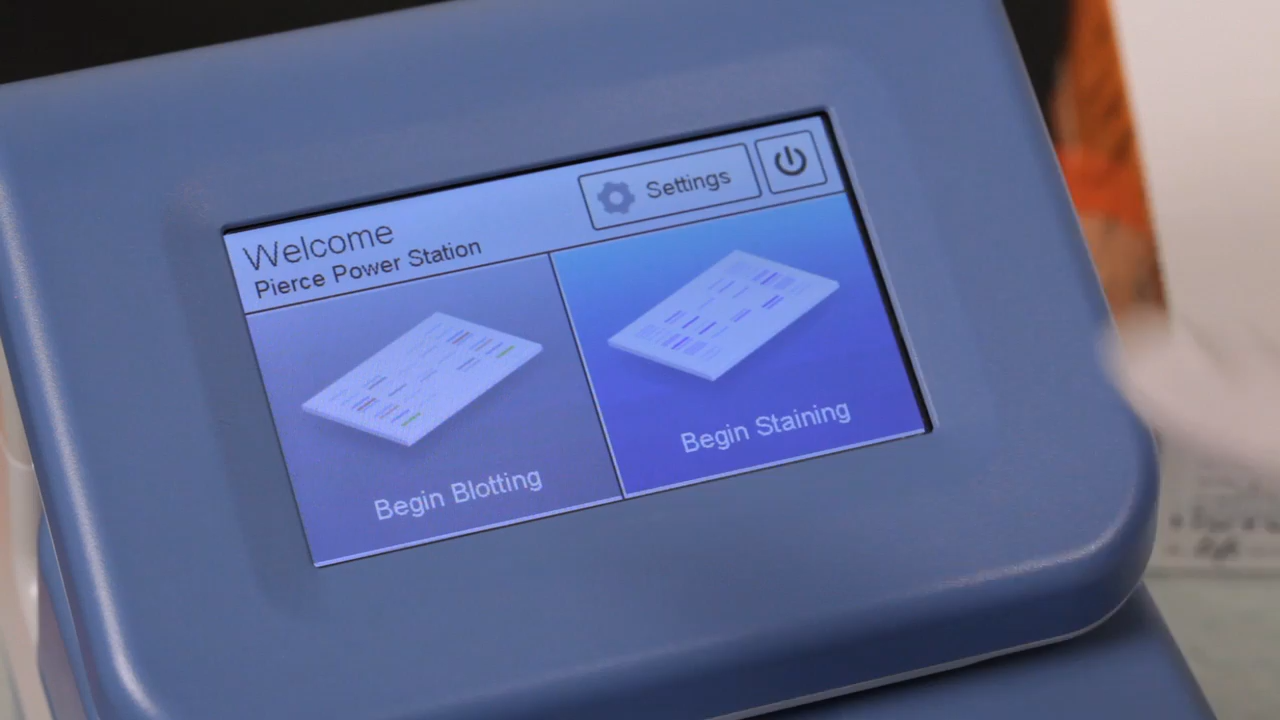 Welcome
Pierce Power Station
Settings
Begin Blotting
Begin Staining